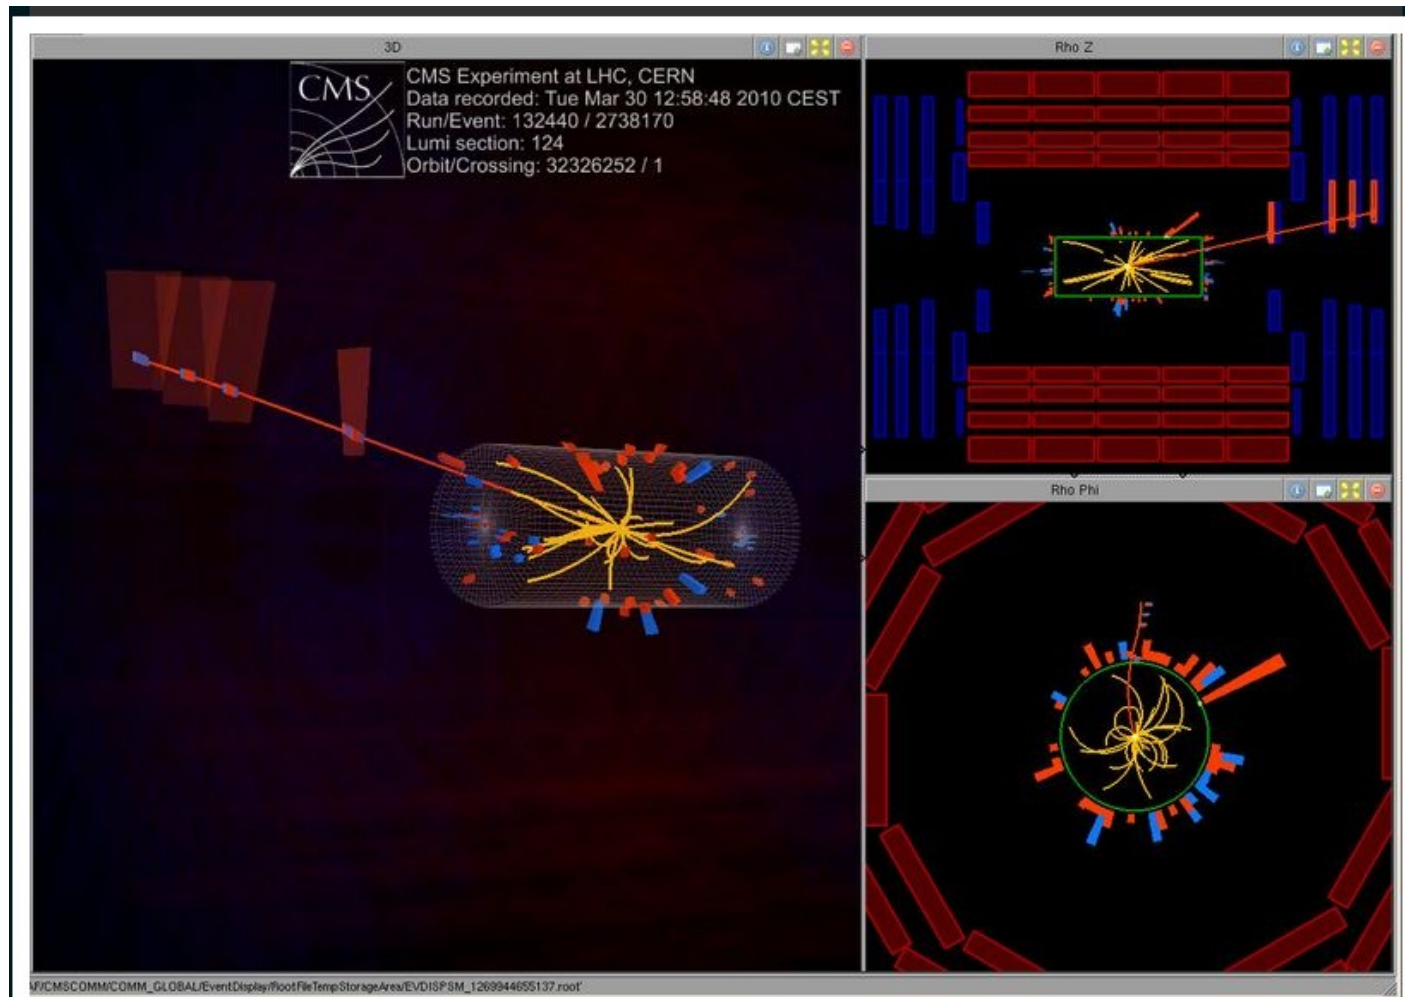 3D
CMS
CMS Experiment at LHC, CERN
Data recorded: Tue Mar 30 12:58:48 2010 CEST
Run/Event: 132440 / 2738170
Lumi section: 124
Orbit/Crossing: 32326252 / 1
Rho Z
Rho Phi
AF/CMSCOMM/COMM_GLOBAL/EventDisplay/RootFileTempStorageArea/EVDISPSM_1269944655137.root'